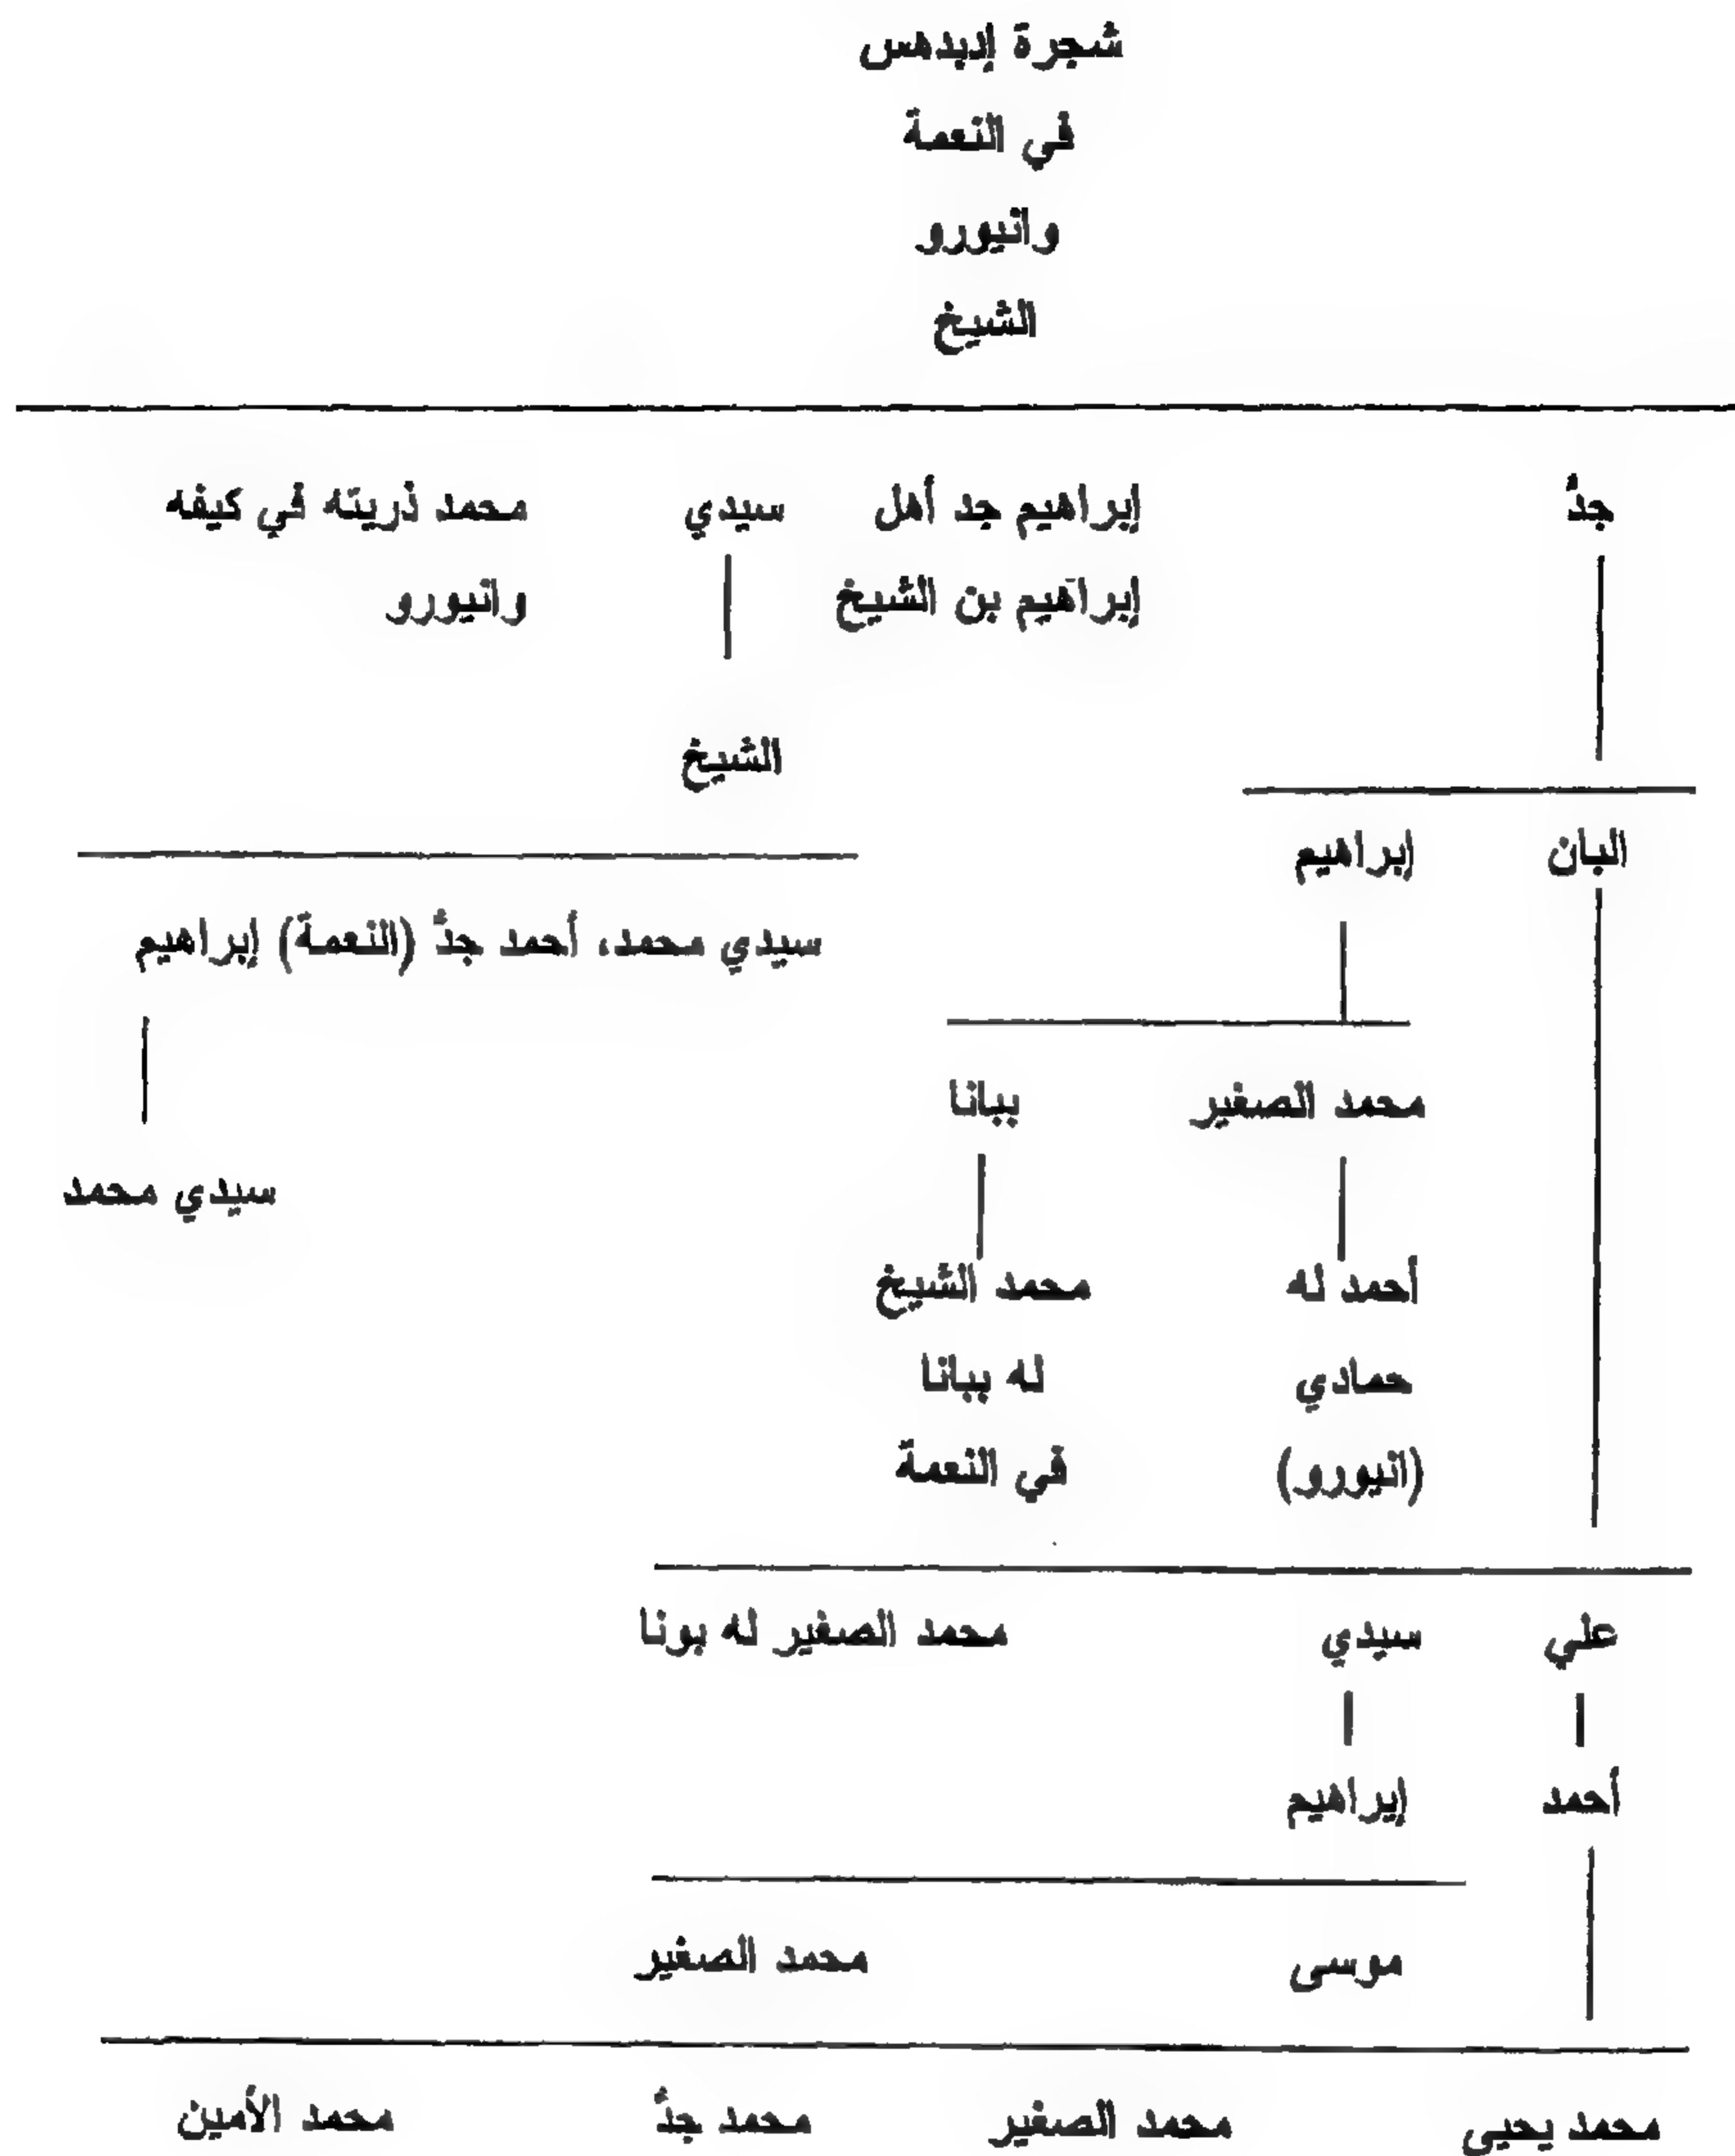 شجرة إديدهس
في النعمة
وانيورو
الشيخ
جدّ إبراهيم جد أهل سيدي محمد ذريته في كيفه
إبراهيم بن الشيخ وانيورو
الشيخ
البان إبراهيم
سيدي محمد، أحمد جدّ (النعمة) إبراهيم
محمد الصغير ببانا
سيدي محمد
أحمد له محمد الشيخ
حمادي له ببانا
(انيورو) في النعمة
علي سيدي محمد الصغير له بونا
أحمد إبراهيم
موسى محمد الصغير
محمد يحيى محمد الصغير محمد جدّ محمد الأمين